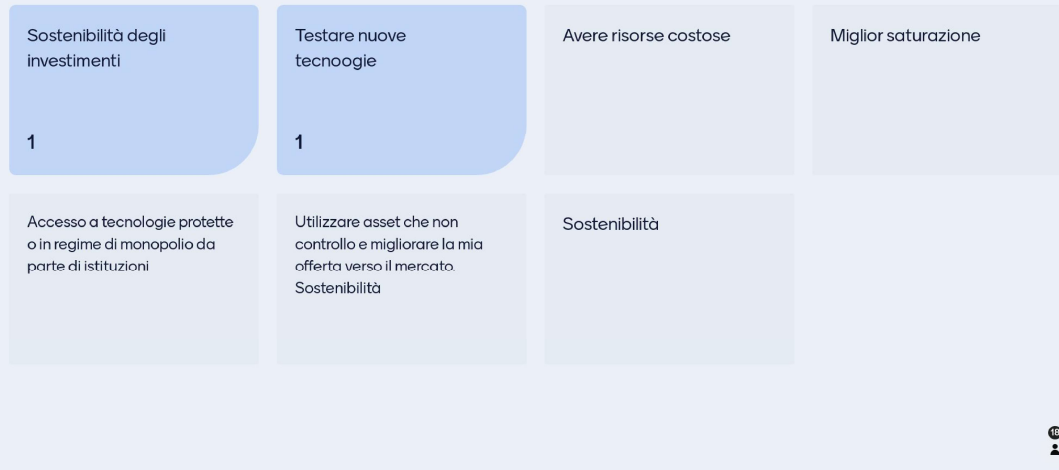 Sostenibilità degli
investimenti
1
Testare nuove
tecnoogie
1
Avere risorse costose
Miglior saturazione
Accesso a tecnologie protette
o in regime di monopolio da
parte di istituzioni
Utilizzare asset che non
controllo e migliorare la mia
offerta verso il mercato.
Sostenibilità
Sostenibilità
18